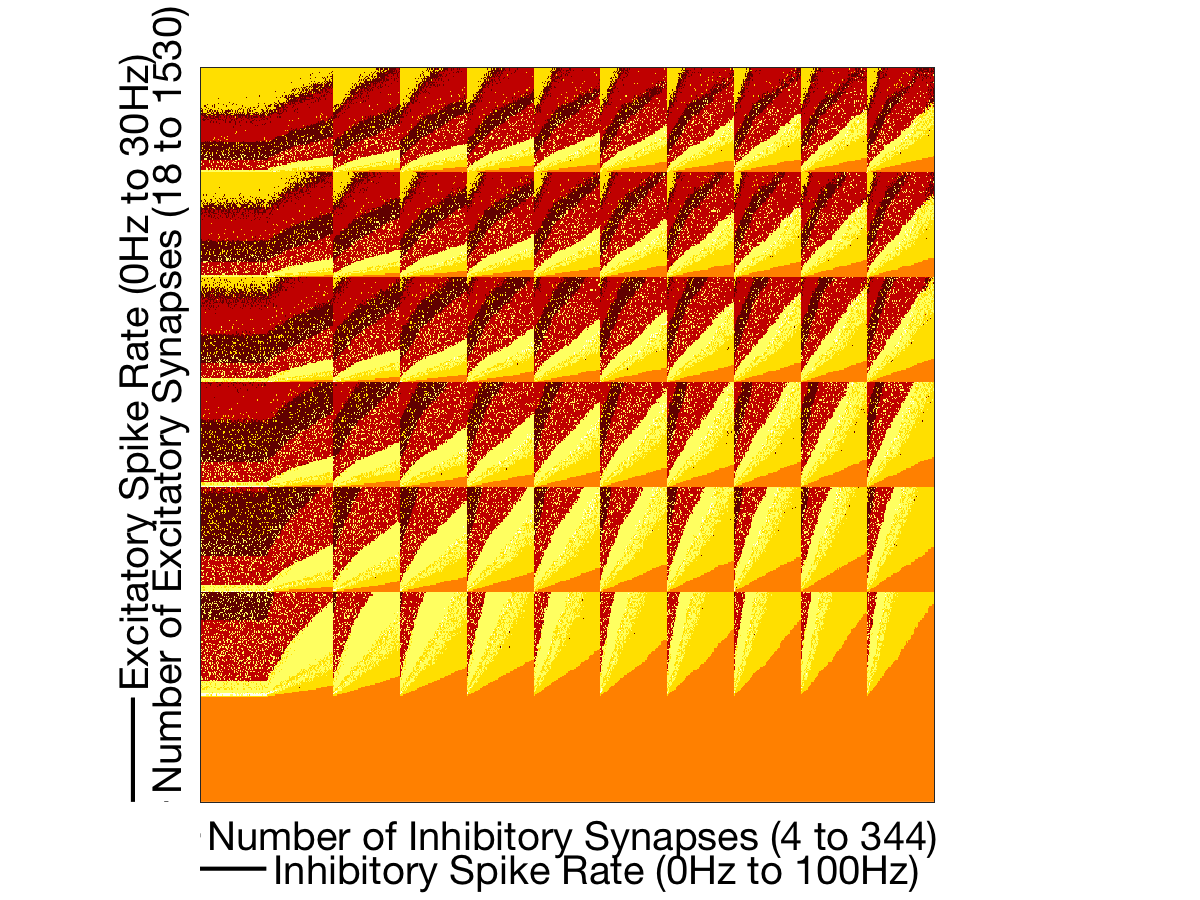 Excitatory Spike Rate (0Hz to 30Hz)
Number of Excitatory Synapses (18 to 1530)
Number of Inhibitory Synapses (4 to 344)
Inhibitory Spike Rate (0Hz to 100Hz)